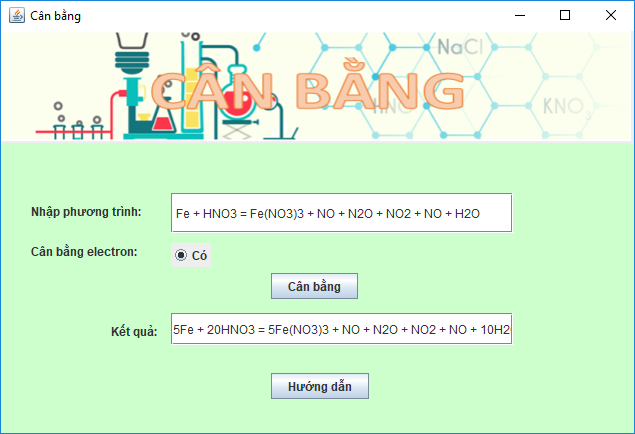 Cân bằng
CÂN BẰNG
NaCl
HNO
KNO3
Nhập phương trình:
Fe + HNO3 = Fe(NO3)3 + NO + N2O + NO2 + NO + H2O
Cân bằng electron:
Có
Cân bằng
Kết quả:
5Fe + 20HNO3 = 5Fe(NO3)3 + NO + N2O + NO2 + NO + 10H2
Hướng dẫn